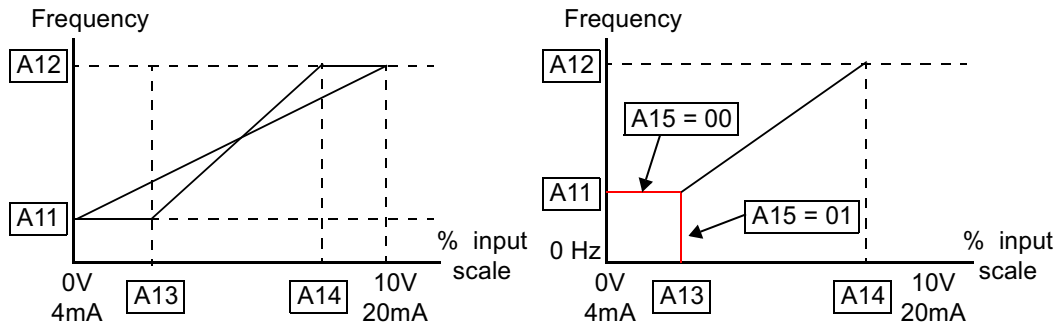 Frequency
A12
A11
% input
scale
0V
4mA
A13
A14
10V
20mA
Frequency
A12
A15 = 00
A11
A15 = 01
0 Hz
% input
scale
0V
4mA
A13
A14
10V
20mA